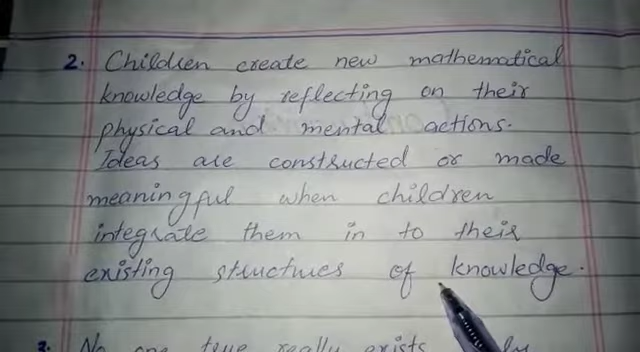 2. Children create new mathematical
knowledge by reflecting on their
physical and mental actions.
Ideas are constructed or made
meaningful when children
integrate them in to their
existing structures of knowledge.
3. No one true really exists